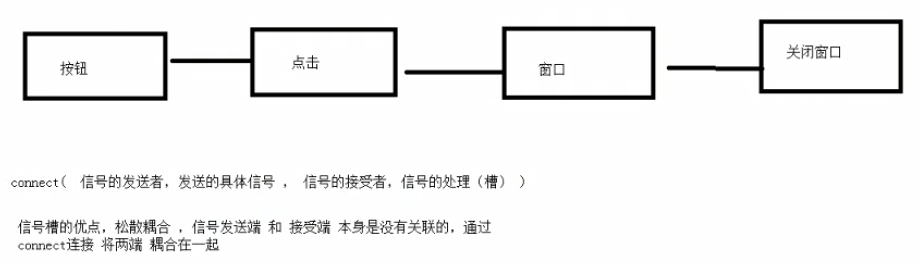 按钮
点击
窗口
关闭窗口
connect( 信号的发送者，发送的具体信号 ， 信号的接受者，信号的处理（槽） )
信号槽的优点，松散耦合 ，信号发送端 和 接受端 本身是没有关联的，通过
connect连接 将两端 耦合在一起